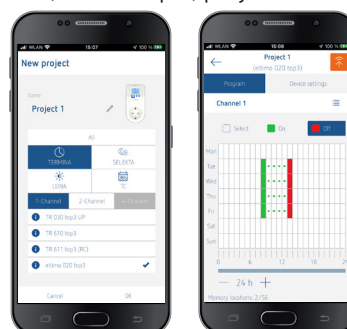 WLAN 15:07 100 %
New project
Name
Project 1
All
TERMINA
SELEKTA
LUNA
TC
1-Channel 2-Channel 4-Channel
TR 030 top3 UP
TR 610 top3
TR 611 top3 (RC)
eltimo 020 top3
Cancel OK
WLAN 15:08 100 %
Project 1
(eltimo 020 top3)
Program Device settings
Channel 1
Select On Off
Mon
Tue
Wed
Thu
Fri
Sat
Sun
0 6 12 18
24 h
Memory locations: 2/56